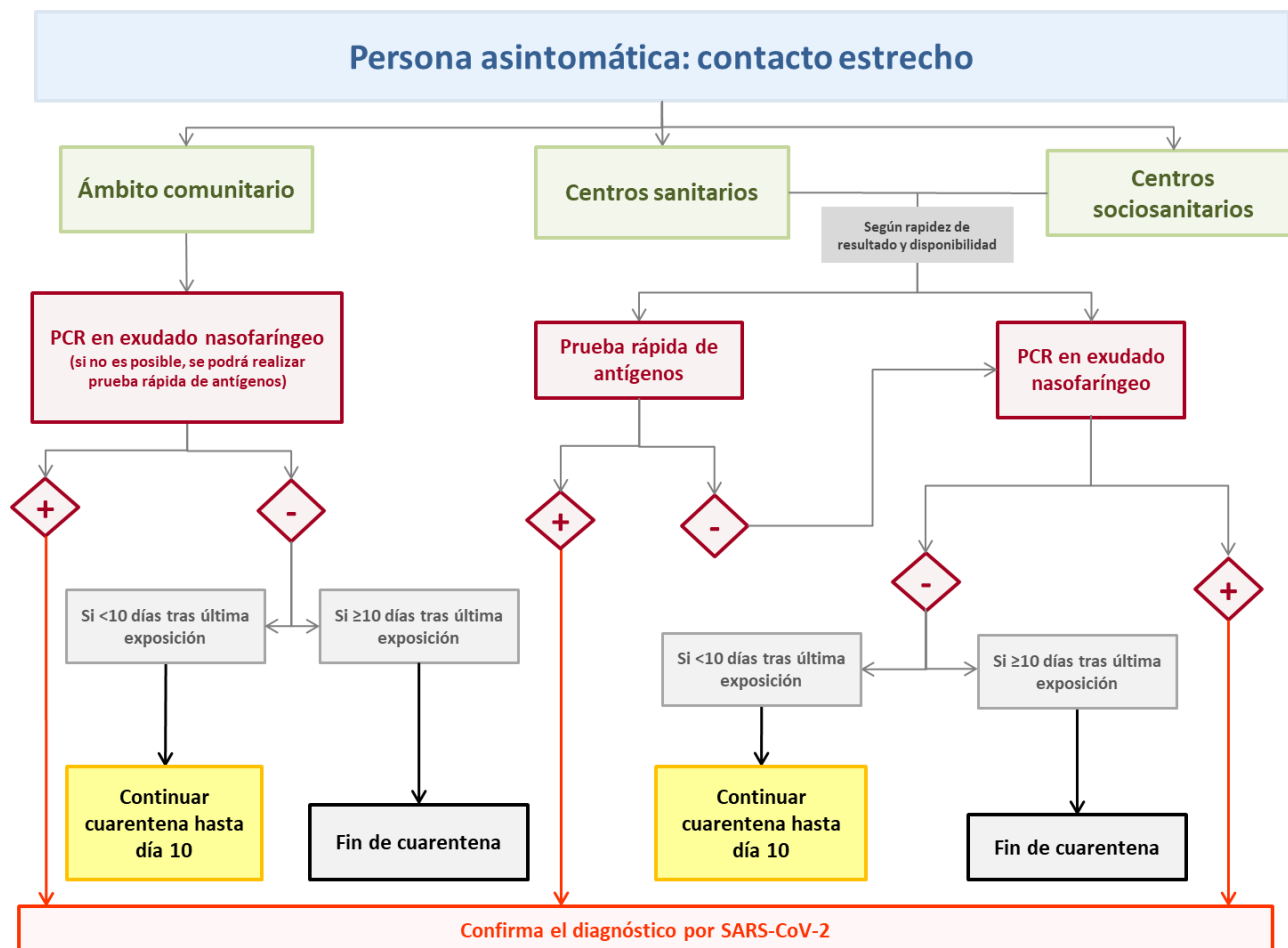 Persona asintomática: contacto estrecho
Ámbito comunitario
Centros sanitarios
Centros
sociosanitarios
Según rapidez de
resultado y disponibilidad
PCR en exudado nasofaríngeo
(si no es posible, se podrá realizar
prueba rápida de antígenos)
Prueba rápida de
antígenos
PCR en exudado
nasofaríngeo
+
-
+
-
-
+
Si <10 días tras última
exposición
Si ≥10 días tras última
exposición
Si <10 días tras última
exposición
Si ≥10 días tras última
exposición
Continuar
cuarentena hasta
día 10
Fin de cuarentena
Continuar
cuarentena hasta
día 10
Fin de cuarentena
Confirma el diagnóstico por SARS-CoV-2